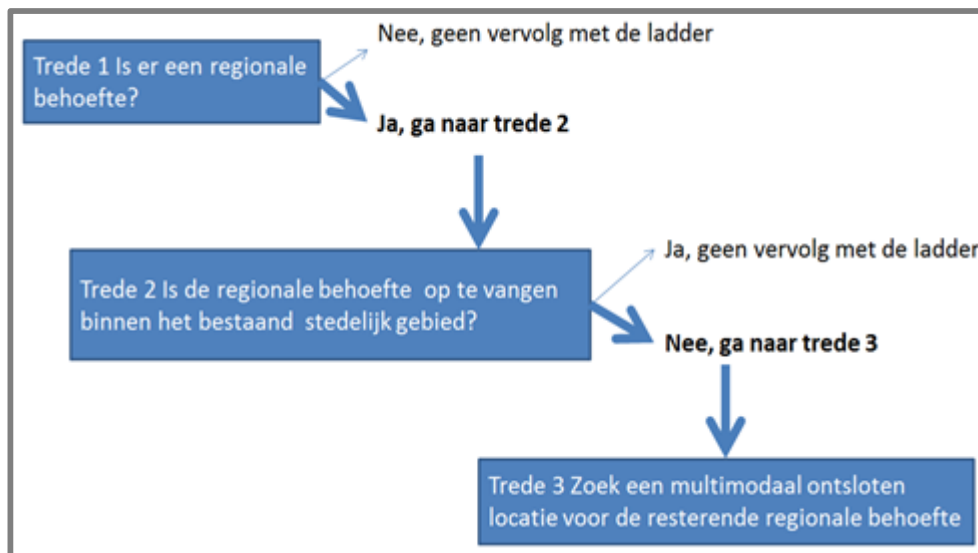 Nee, geen vervolg met de ladder
Trede 1 Is er een regionale
behoefte?
Ja, ga naar trede 2
Ja, geen vervolg met de ladder
Trede 2 Is de regionale behoefte op te vangen
binnen het bestaand stedelijk gebied?
Nee, ga naar trede 3
Trede 3 Zoek een multimodaal ontsloten
locatie voor de resterende regionale behoefte